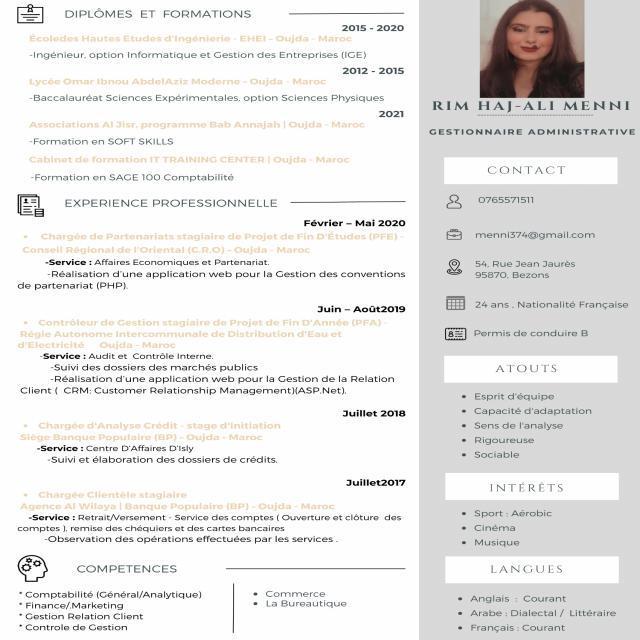 DIPLÔMES ET FORMATIONS
2015 - 2020
Écoledes Hautes Etudes d'Ingénierie - EHEI – Oujda - Maroc
-Ingénieur, option Informatique et Gestion des Entreprises (IGE)
2012 - 2015
Lycée Omar Ibnou AbdelAziz Moderne – Oujda - Maroc
-Baccalauréat Sciences Expérimentales, option Sciences Physiques
2021
Associations Al Jisr, programme Bab Annajah | Oujda - Maroc
-Formation en SOFT SKILLS
Cabinet de formation IT TRAINING CENTER | Oujda - Maroc
-Formation en SAGE 100 Comptabilité
EXPERIENCE PROFESSIONNELLE
Février – Mai 2020
• Chargée de Partenariats stagiaire de Projet de Fin D'Études (PFE) -
Conseil Régional de l'Oriental (C.R.O) – Oujda - Maroc
-Service : Affaires Economiques et Partenariat.
-Réalisation d'une application web pour la Gestion des conventions
de partenariat (PHP).
Juin – Août2019
• Contrôleur de Gestion stagiaire de Projet de Fin D'Année (PFA) -
Régie Autonome Intercommunale de Distribution d'Eau et
d'Electricité Oujda - Maroc
-Service : Audit et Contrôle Interne.
-Suivi des dossiers des marchés publics
-Réalisation d'une application web pour la Gestion de la Relation
Client ( CRM: Customer Relationship Management)(ASP.Net).
Juillet 2018
• Chargée d'Analyse Crédit - stage d'Initiation
Siège Banque Populaire (BP) – Oujda - Maroc
-Service : Centre D'Affaires D'Isly
-Suivi et élaboration des dossiers de crédits.
Juillet2017
• Chargée Clientèle stagiaire
Agence Al Wilaya | Banque Populaire (BP) – Oujda - Maroc
-Service : Retrait/Versement - Service des comptes ( Ouverture et clôture des
comptes ), remise des chéquiers et des cartes bancaires
-Observation des opérations effectuées par les services .
COMPETENCES
* Comptabilité (Général/Analytique)
* Finance/.Marketing
* Gestion Relation Client
* Controle de Gestion
• Commerce
• La Bureautique
RIM HAJ-ALI MENNI
GESTIONNAIRE ADMINISTRATIVE
CONTACT
0765571511
menni374@gmail.com
54, Rue Jean Jaurès
95870, Bezons
24 ans , Nationalité Française
Permis de conduire B
ATOUTS
• Esprit d'équipe
• Capacité d'adaptation
• Sens de l'analyse
• Rigoureuse
• Sociable
INTÉRÊTS
• Sport : Aérobic
• Cinéma
• Musique
LANGUES
• Anglais : Courant
• Arabe : Dialectal / Littéraire
• Français : Courant